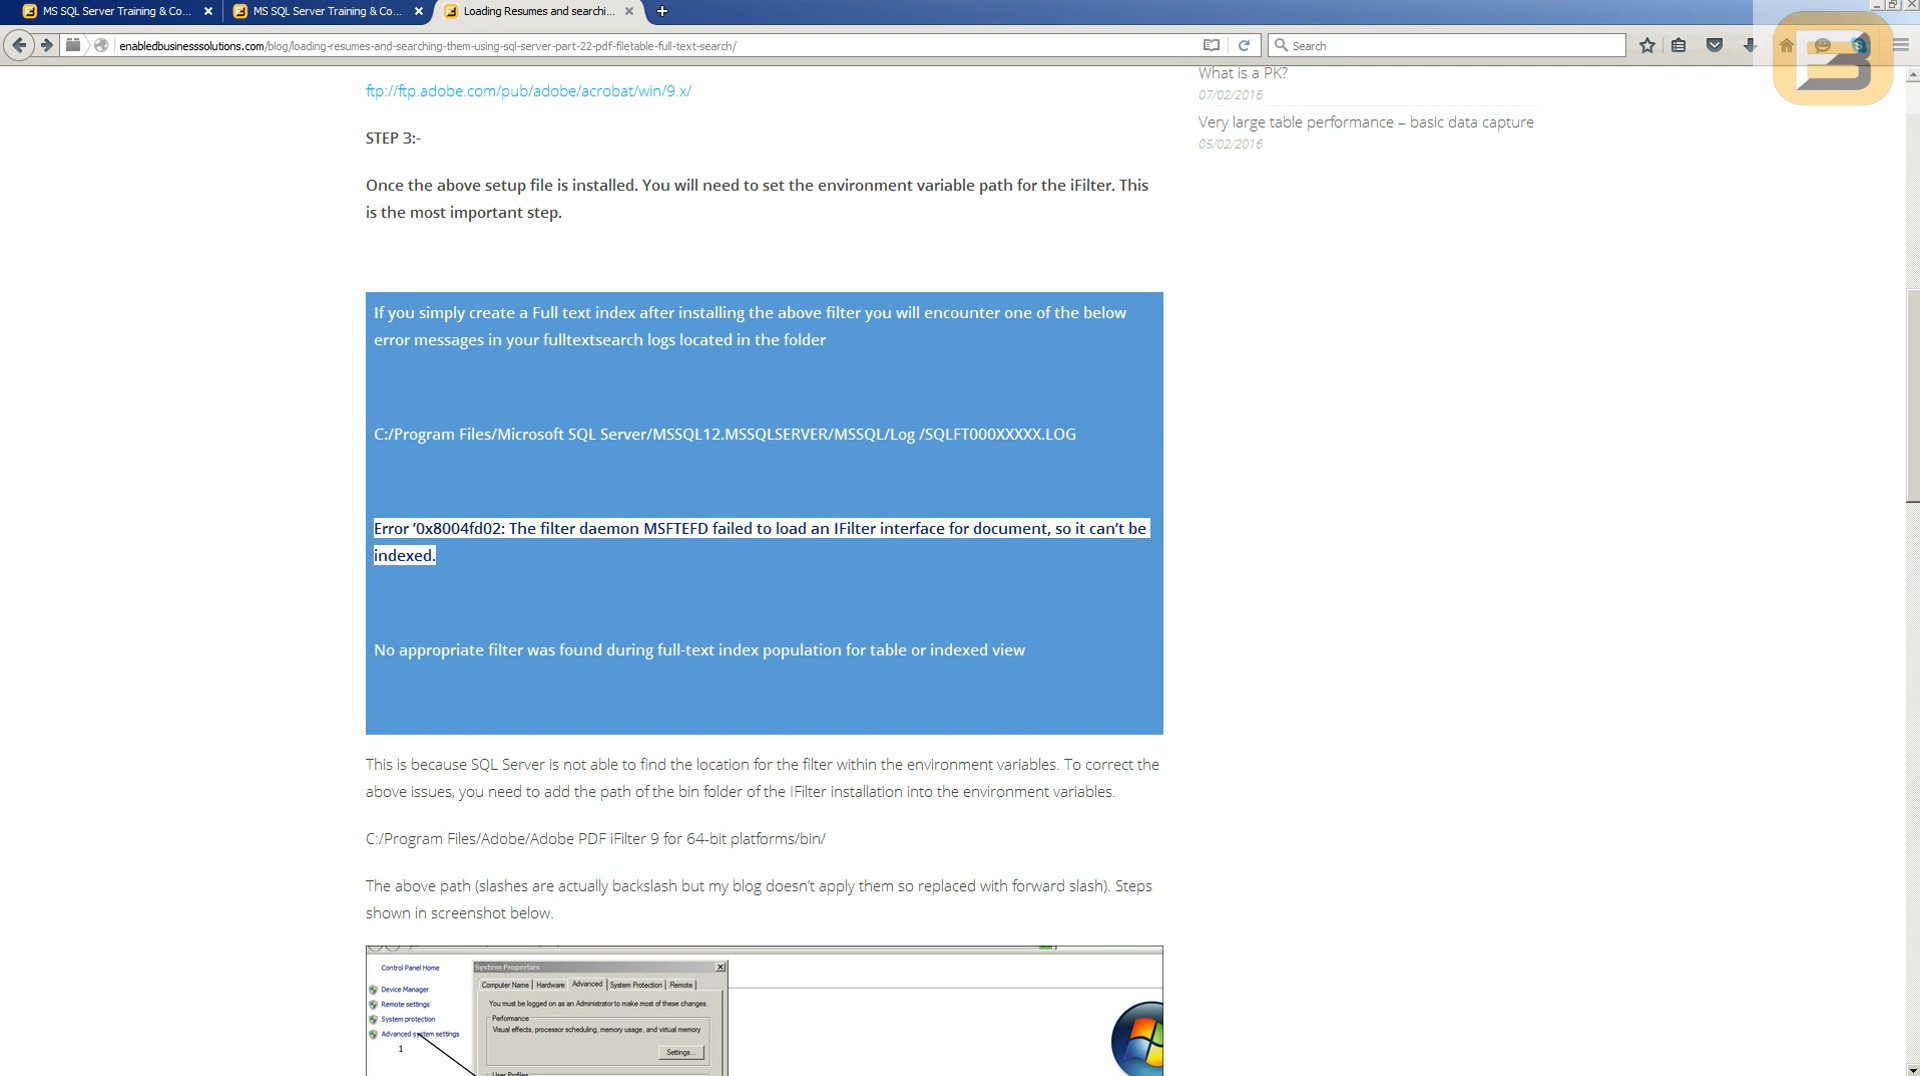 MS SQL Server Training & Co...
MS SQL Server Training & Co...
Loading Resumes and searchi...
enabledbusinesssolutions.com/blog/loading-resumes-and-searching-them-using-sql-server-part-22-pdf-filetable-full-text-search/
Search
ftp://ftp.adobe.com/pub/adobe/acrobat/win/9.x/
STEP 3:-
Once the above setup file is installed. You will need to set the environment variable path for the iFilter. This
is the most important step.
If you simply create a Full text index after installing the above filter you will encounter one of the below
error messages in your fulltextsearch logs located in the folder
C:/Program Files/Microsoft SQL Server/MSSQL12.MSSQLSERVER/MSSQL/Log /SQLFT000XXXXX.LOG
Error ’0x8004fd02: The filter daemon MSFTEFD failed to load an IFilter interface for document, so it can’t be
indexed.
No appropriate filter was found during full-text index population for table or indexed view
This is because SQL Server is not able to find the location for the filter within the environment variables. To correct the
above issues, you need to add the path of the bin folder of the IFilter installation into the environment variables.
C:/Program Files/Adobe/Adobe PDF iFilter 9 for 64-bit platforms/bin/
The above path (slashes are actually backslash but my blog doesn’t apply them so replaced with forward slash). Steps
shown in screenshot below.
Control Panel Home
Device Manager
Remote settings
System protection
Advanced system settings
1
System Properties
Computer Name
Hardware
Advanced
System Protection
Remote
You must be logged on as an Administrator to make most of these changes.
Performance
Visual effects, processor scheduling, memory usage, and virtual memory
Settings...
User Profiles
What is a PK?
07/02/2016
Very large table performance – basic data capture
05/02/2016